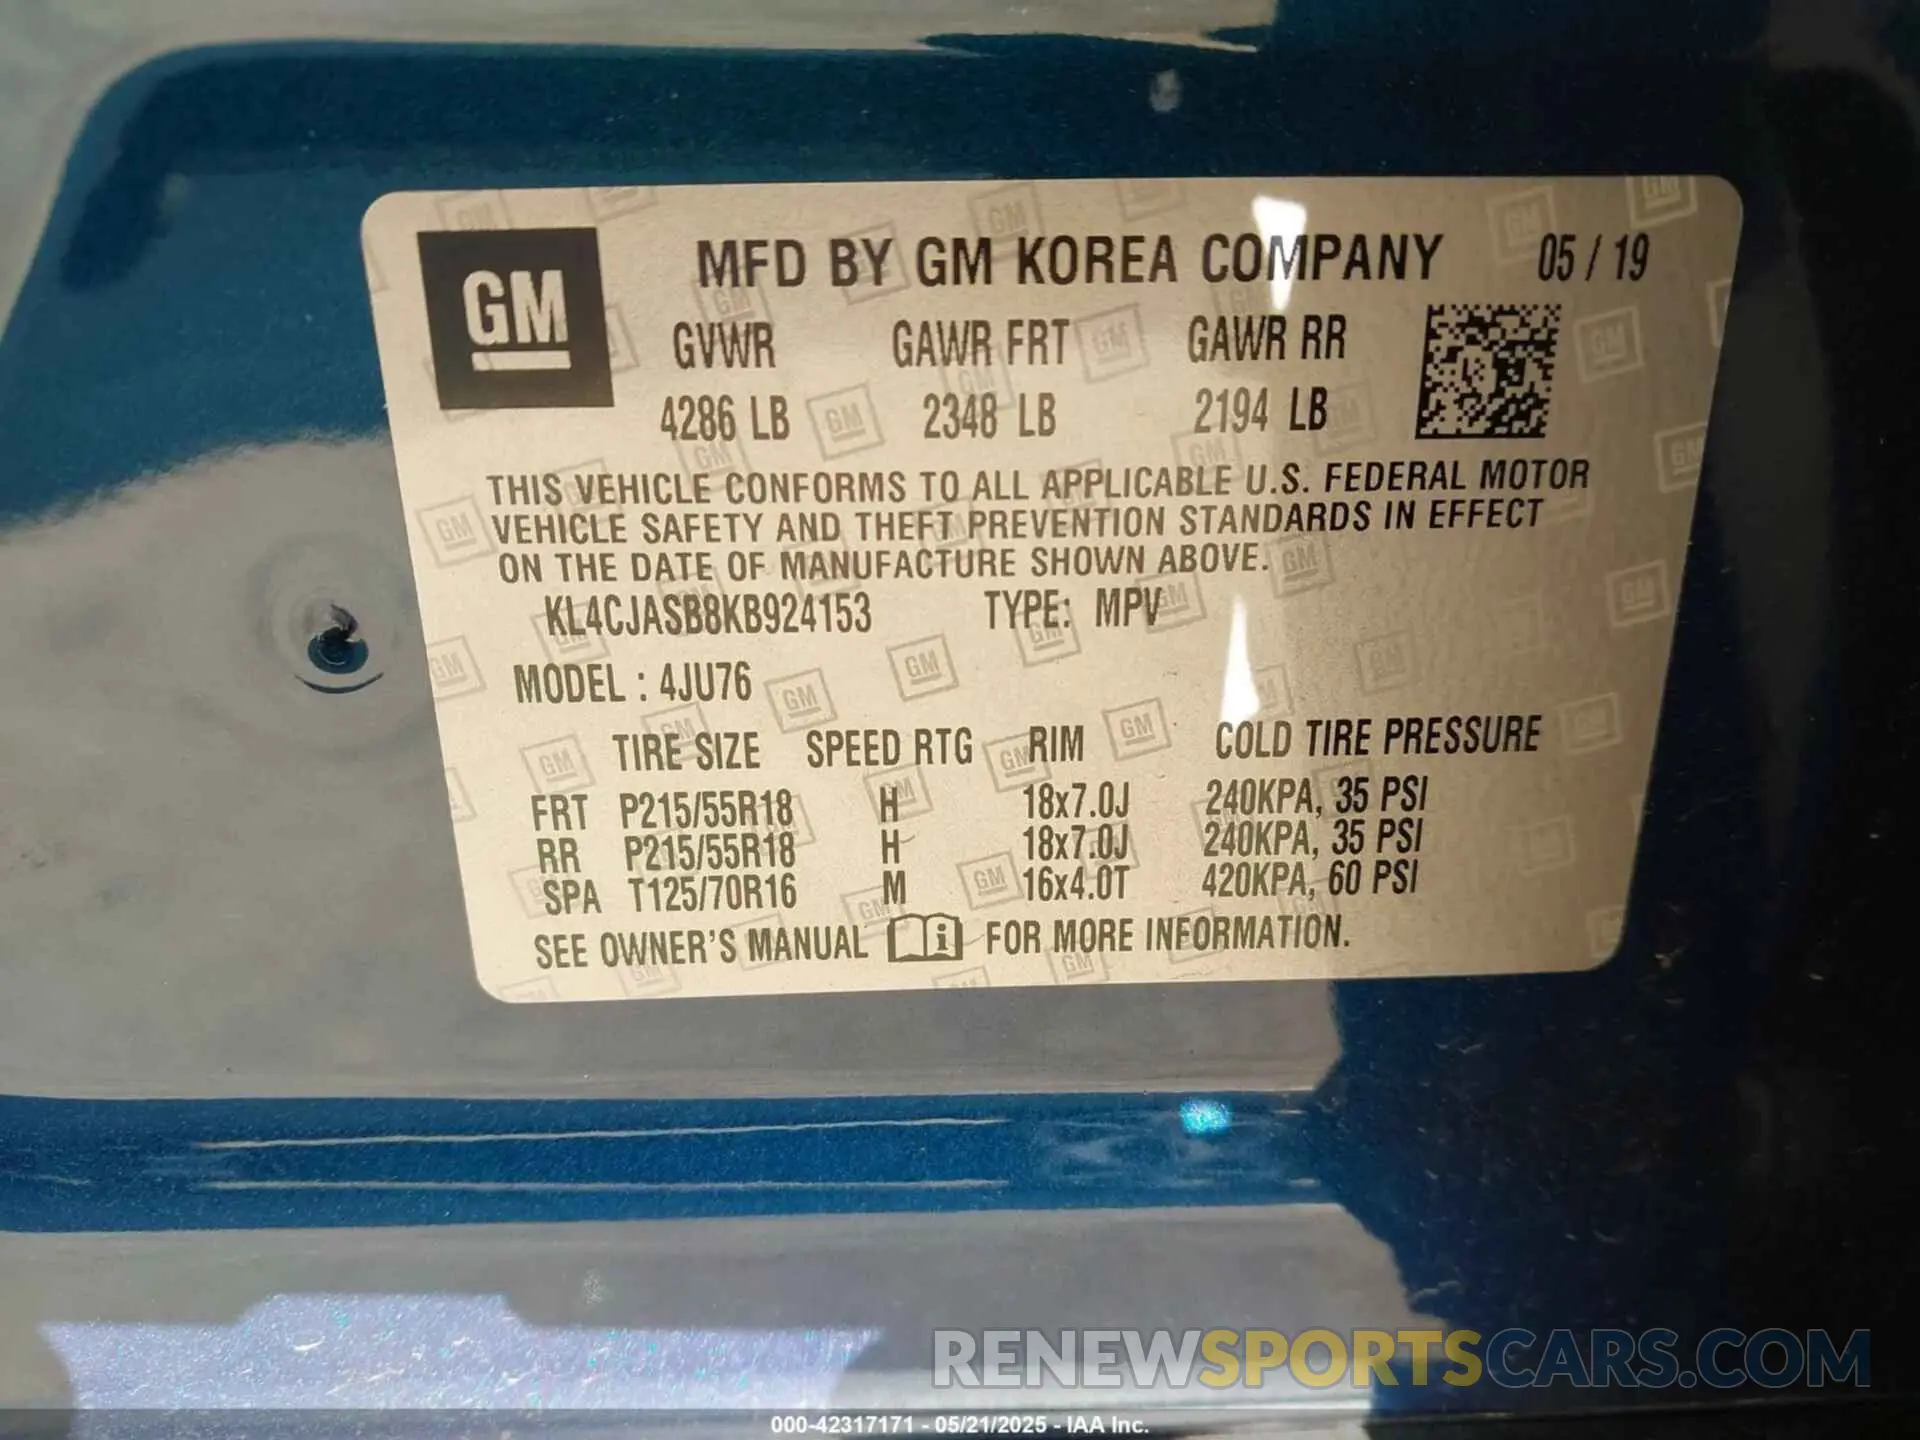 GM
MFD BY GM KOREA COMPANY 05 / 19
GVWR GAWR FRT GAWR RR
4286 LB 2348 LB 2194 LB
THIS VEHICLE CONFORMS TO ALL APPLICABLE U.S. FEDERAL MOTOR
VEHICLE SAFETY AND THEFT PREVENTION STANDARDS IN EFFECT
ON THE DATE OF MANUFACTURE SHOWN ABOVE.
KL4CJASB8KB924153 TYPE: MPV
MODEL : 4JU76
TIRE SIZE SPEED RTG RIM COLD TIRE PRESSURE
FRT P215/55R18 H 18x7.0J 240KPA, 35 PSI
RR P215/55R18 H 18x7.0J 240KPA, 35 PSI
SPA T125/70R16 M 16x4.0T 420KPA, 60 PSI
SEE OWNER'S MANUAL i FOR MORE INFORMATION.
RENEWSPORTSCARS.COM
000-42317171 - 05/21/2025 - IAA Inc.